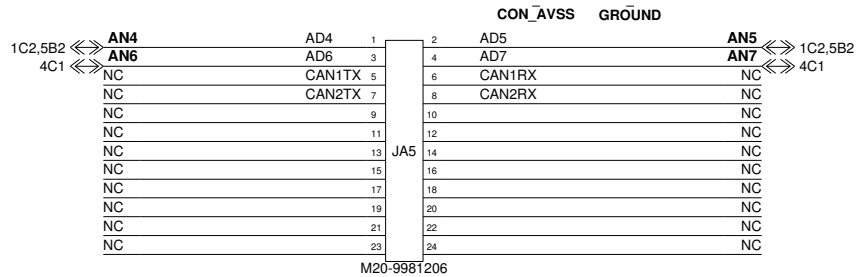 CON_AVSS GROUND
AN4 AD4 1 2 AD5 AN5
1C2,5B2 1C2,5B2
AN6 AD6 3 4 AD7 AN7
4C1 4C1
NC CAN1TX 5 6 CAN1RX NC
NC CAN2TX 7 8 CAN2RX NC
NC 9 10 NC
NC 11 12 NC
NC 13 JA5 14 NC
NC 15 16 NC
NC 17 18 NC
NC 19 20 NC
NC 21 22 NC
NC 23 24 NC
M20-9981206